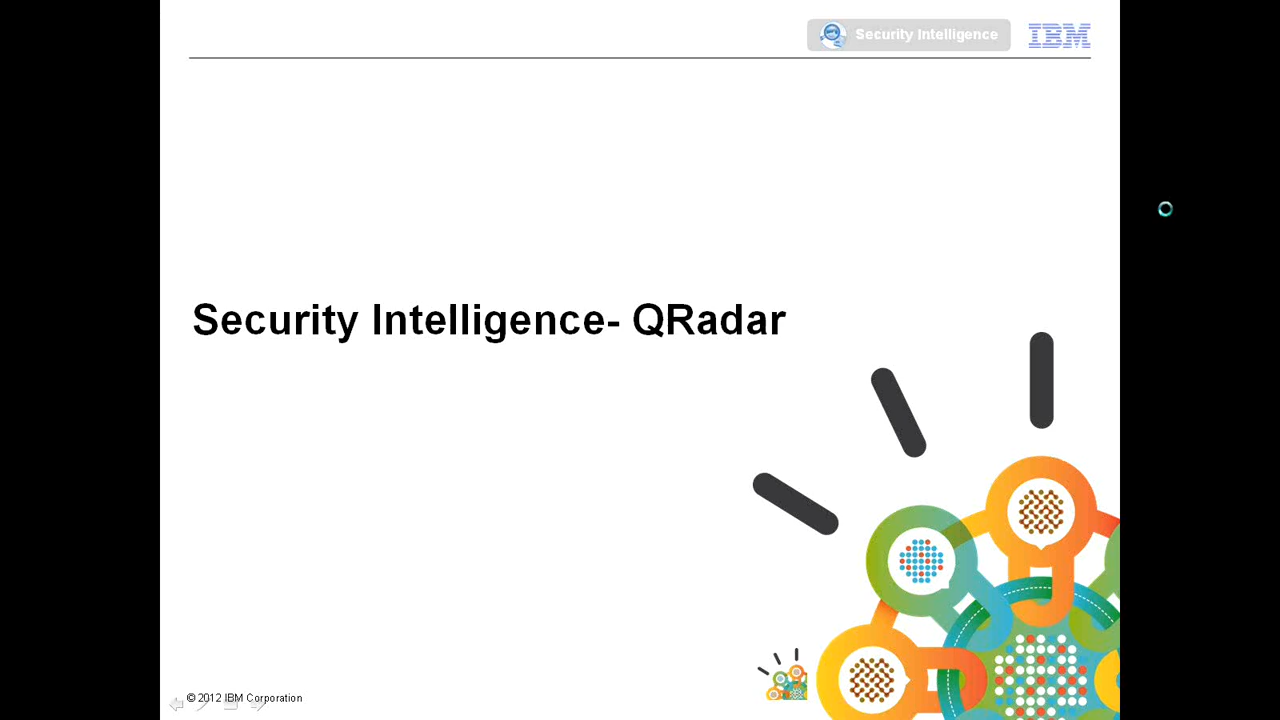 Security Intelligence
IBM
Security Intelligence- QRadar
© 2012 IBM Corporation